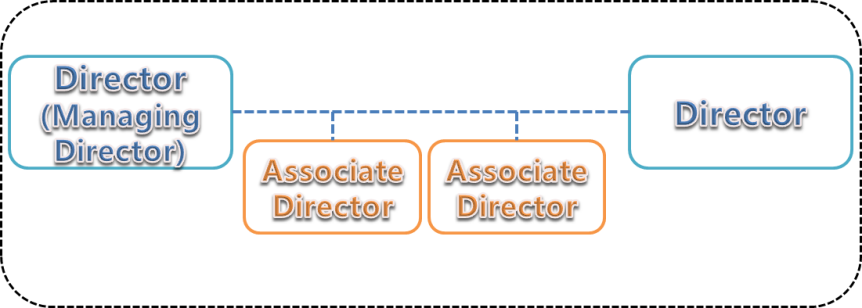 Director
(Managing
Director)
Director
Associate
Director
Associate
Director